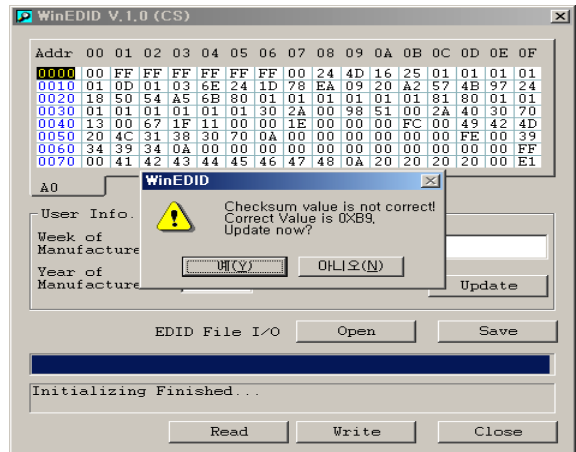 WinEDID V.1.0 (CS)
Addr 00 01 02 03 04 05 06 07 08 09 0A 0B 0C 0D 0E 0F
0000 00 FF FF FF FF FF FF 00 24 4D 16 25 01 01 01 01
0010 01 0D 01 03 6E 24 1D 78 EA 09 20 A2 57 4B 97 24
0020 18 50 54 A5 6B 80 01 01 01 01 01 01 81 80 01 01
0030 01 01 01 01 01 01 30 2A 00 98 51 00 2A 40 30 70
0040 13 00 67 1F 11 00 00 1E 00 00 00 FC 00 49 42 4D
0050 20 4C 31 38 30 70 0A 00 00 00 00 00 00 FE 00 39
0060 34 39 34 0A 00 00 00 00 00 00 00 00 00 00 00 FF
0070 00 41 42 43 44 45 46 47 48 0A 20 20 20 20 00 E1
A0
WinEDID
Checksum value is not correct!
Correct Value is 0XB9,
Update now?
예(Y) 아니오(N)
User Info.
Week of
Manufacture
Year of
Manufacture
Update
EDID File I/O Open Save
Initializing Finished...
Read Write Close